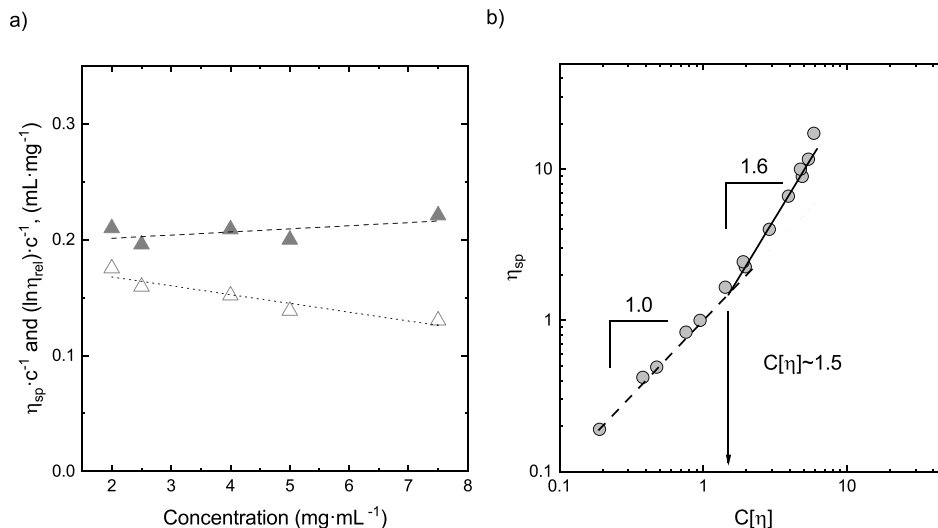 a)
η_sp·c⁻¹ and (ln η_rel)·c⁻¹, (mL·mg⁻¹)
0.3
0.2
0.1
0.0
2 3 4 5 6 7 8
Concentration (mg·mL⁻¹)
b)
η_sp
10
1
0.1
1.6
1.0
C[η]~1.5
0.1 1 10
C[η]